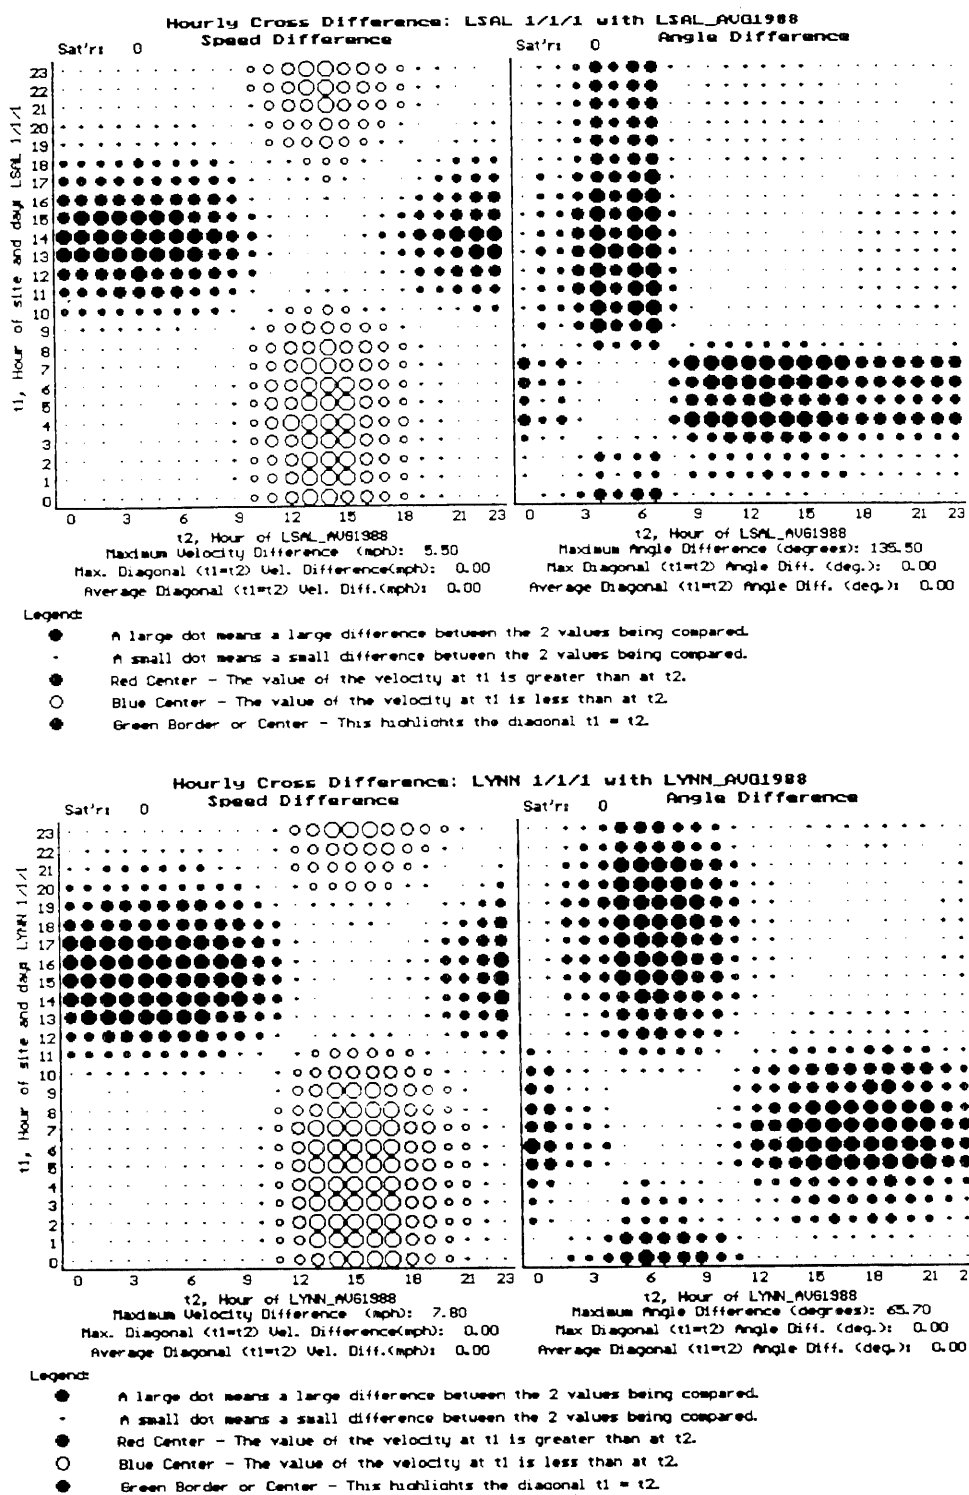 Hourly Cross Difference: LSAL 1/1/1 with LSAL_AVG1988
Speed Difference
Angle Difference
Sat'r: 0
Sat'r: 0
t1, Hour of site and day: LSAL 1/1/1
23
22
21
20
19
18
17
16
15
14
13
12
11
10
9
8
7
6
5
4
3
2
1
0
0 3 6 9 12 15 18 21 23
0 3 6 9 12 15 18 21 23
t2, Hour of LSAL_AVG1988
t2, Hour of LSAL_AVG1988
Maximum Velocity Difference (mph): 5.50
Maximum Angle Difference (degrees): 135.50
Max. Diagonal (t1=t2) Vel. Difference(mph): 0.00
Max Diagonal (t1=t2) Angle Diff. (deg.): 0.00
Average Diagonal (t1=t2) Vel. Diff.(mph): 0.00
Average Diagonal (t1=t2) Angle Diff. (deg.): 0.00
Legend:
A large dot means a large difference between the 2 values being compared.
A small dot means a small difference between the 2 values being compared.
Red Center - The value of the velocity at t1 is greater than at t2.
Blue Center - The value of the velocity at t1 is less than at t2.
Green Border or Center - This highlights the diagonal t1 = t2.
Hourly Cross Difference: LYNN 1/1/1 with LYNN_AVG1988
Speed Difference
Angle Difference
Sat'r: 0
Sat'r: 0
t1, Hour of site and day: LYNN 1/1/1
23
22
21
20
19
18
17
16
15
14
13
12
11
10
9
8
7
6
5
4
3
2
1
0
0 3 6 9 12 15 18 21 23
0 3 6 9 12 15 18 21 2
t2, Hour of LYNN_AVG1988
t2, Hour of LYNN_AVG1988
Maximum Velocity Difference (mph): 7.80
Maximum Angle Difference (degrees): 65.70
Max. Diagonal (t1=t2) Vel. Difference(mph): 0.00
Max Diagonal (t1=t2) Angle Diff. (deg.): 0.00
Average Diagonal (t1=t2) Vel. Diff.(mph): 0.00
Average Diagonal (t1=t2) Angle Diff. (deg.): 0.00
Legend:
A large dot means a large difference between the 2 values being compared.
A small dot means a small difference between the 2 values being compared.
Red Center - The value of the velocity at t1 is greater than at t2.
Blue Center - The value of the velocity at t1 is less than at t2.
Green Border or Center - This highlights the diagonal t1 = t2.